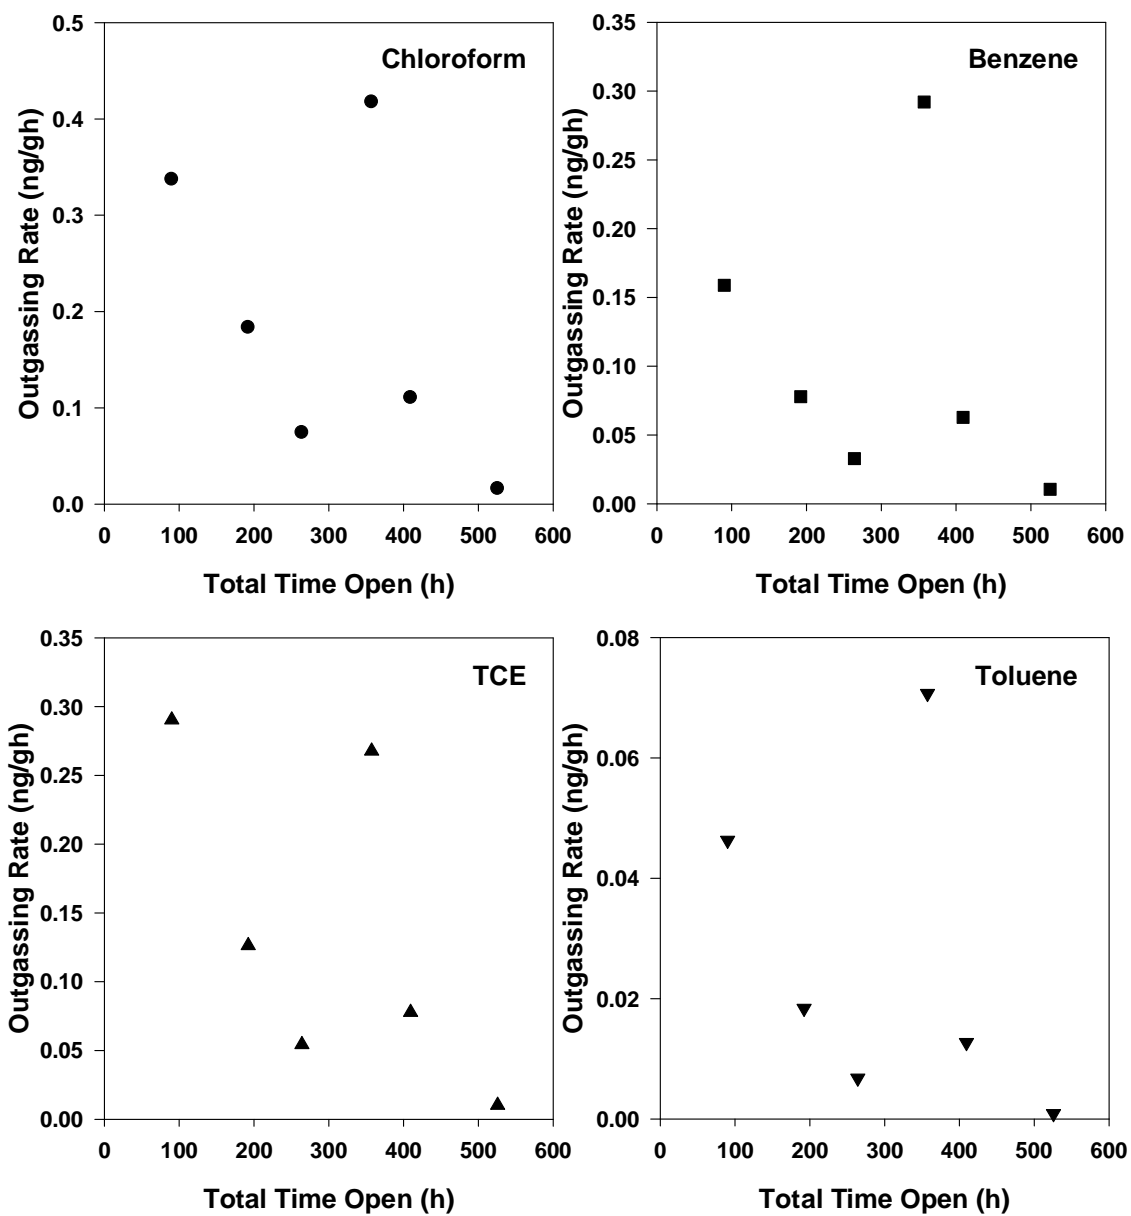 Chloroform
Outgassing Rate (ng/gh)
0.5
0.4
0.3
0.2
0.1
0.0
0 100 200 300 400 500 600
Total Time Open (h)
Benzene
Outgassing Rate (ng/gh)
0.35
0.30
0.25
0.20
0.15
0.10
0.05
0.00
0 100 200 300 400 500 600
Total Time Open (h)
TCE
Outgassing Rate (ng/gh)
0.35
0.30
0.25
0.20
0.15
0.10
0.05
0.00
0 100 200 300 400 500 600
Total Time Open (h)
Toluene
Outgassing Rate (ng/gh)
0.08
0.06
0.04
0.02
0.00
0 100 200 300 400 500 600
Total Time Open (h)